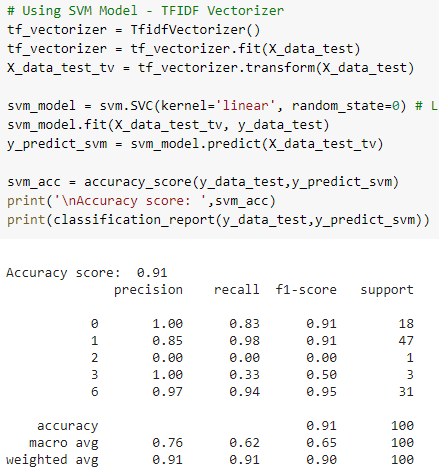 # Using SVM Model - TFIDF Vectorizer
tf_vectorizer = TfidfVectorizer()
tf_vectorizer = tf_vectorizer.fit(X_data_test)
X_data_test_tv = tf_vectorizer.transform(X_data_test)
svm_model = svm.SVC(kernel='linear', random_state=0) # L
svm_model.fit(X_data_test_tv, y_data_test)
y_predict_svm = svm_model.predict(X_data_test_tv)
svm_acc = accuracy_score(y_data_test,y_predict_svm)
print('\nAccuracy score: ',svm_acc)
print(classification_report(y_data_test,y_predict_svm))
Accuracy score:  0.91
precision recall f1-score support
0 1.00 0.83 0.91 18
1 0.85 0.98 0.91 47
2 0.00 0.00 0.00 1
3 1.00 0.33 0.50 3
6 0.97 0.94 0.95 31
accuracy 0.91 100
macro avg 0.76 0.62 0.65 100
weighted avg 0.91 0.91 0.90 100